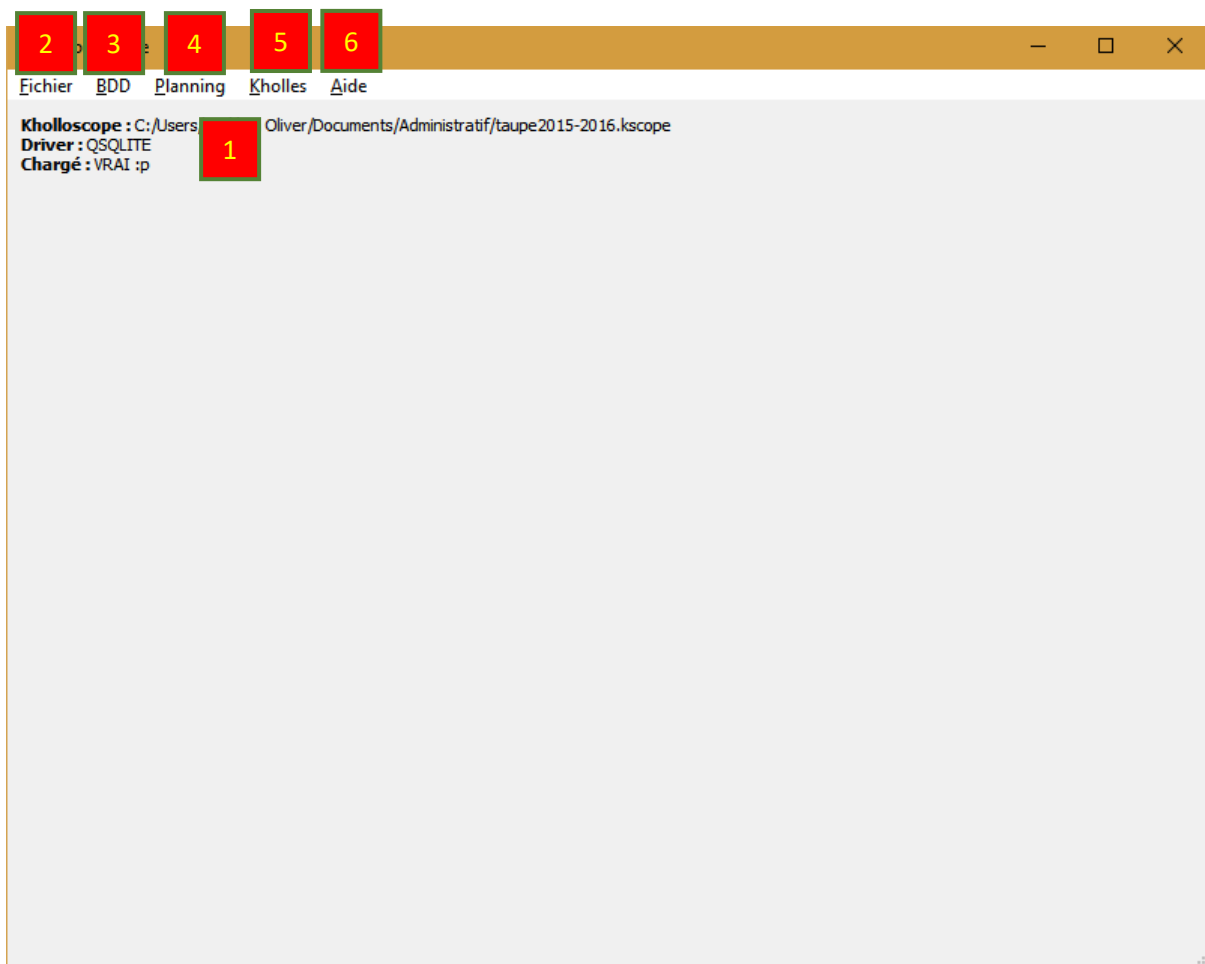 2 3 4 5 6
Fichier BDD Planning Kholles Aide
Kholloscope : C:/Users/ Oliver/Documents/Administratif/taupe2015-2016.kscope
Driver : QSQLITE
1
Chargé : VRAI :p